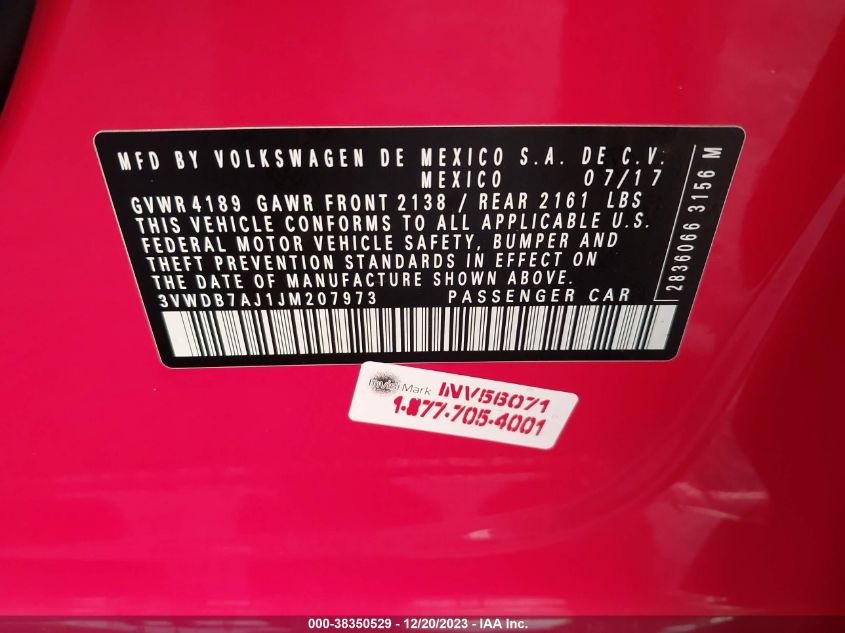 MFD BY VOLKSWAGEN DE MEXICO S.A. DE C.V.
MEXICO 07/17
GVWR 4189 GAWR FRONT 2138 / REAR 2161 LBS
THIS VEHICLE CONFORMS TO ALL APPLICABLE U.S.
FEDERAL MOTOR VEHICLE SAFETY, BUMPER AND
THEFT PREVENTION STANDARDS IN EFFECT ON
THE DATE OF MANUFACTURE SHOWN ABOVE.
3VWDB7AJ1JM207973 PASSENGER CAR
2836066 3156 M
InvisiMark INV56071
1-877-705-4001
000-38350529 - 12/20/2023 - IAA Inc.